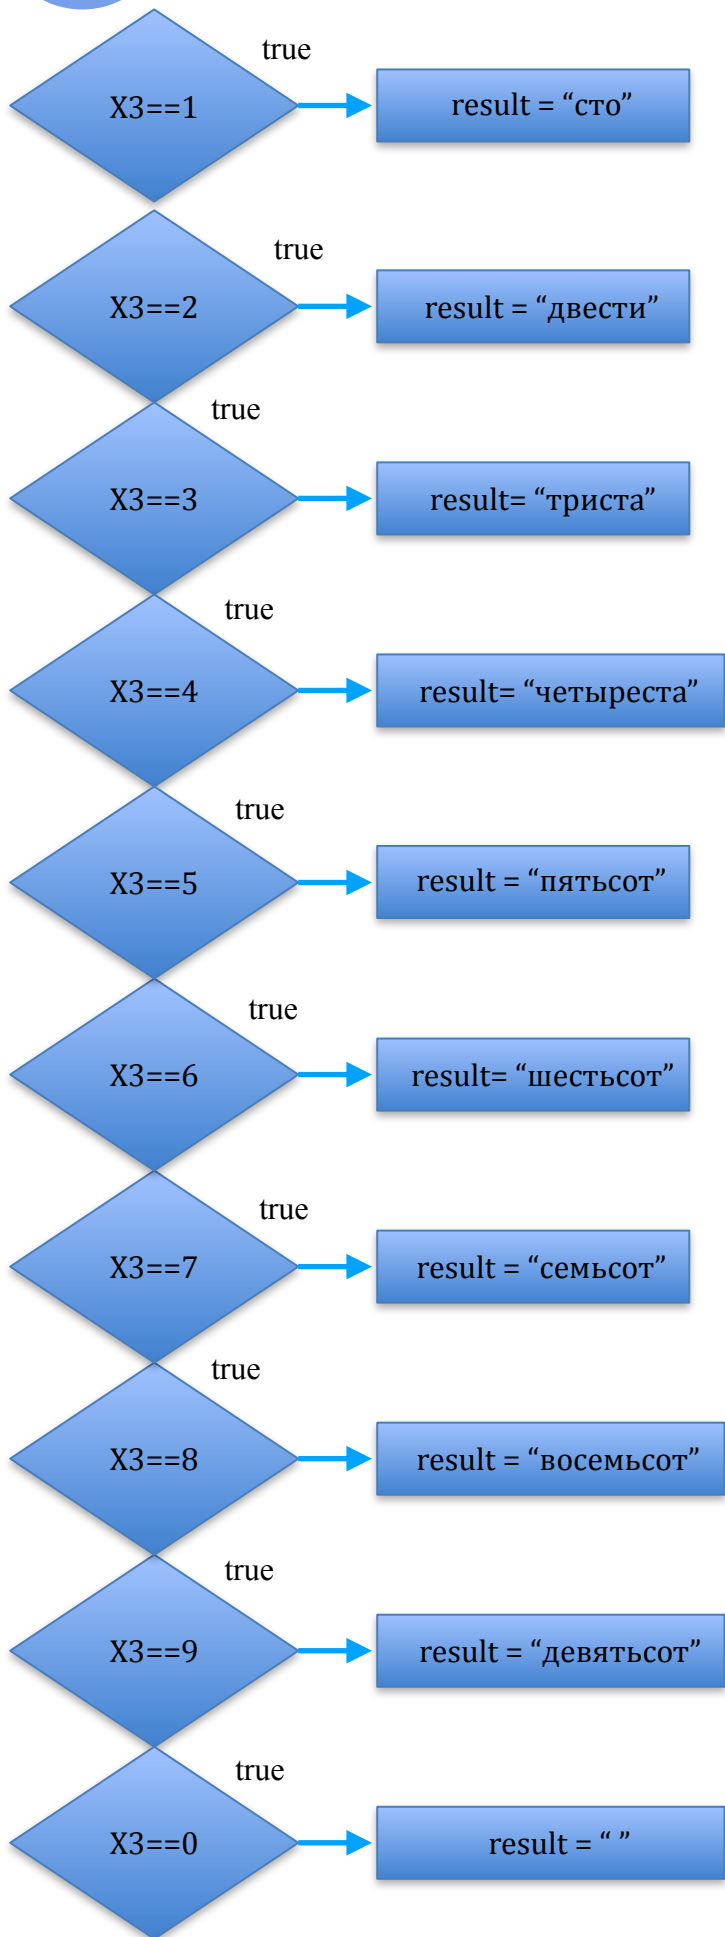 true
X3==1
result = “сто”
true
X3==2
result = “двести”
true
X3==3
result= “триста”
true
X3==4
result= “четыреста”
true
X3==5
result = “пятьсот”
true
X3==6
result= “шестьсот”
true
X3==7
result = “семьсот”
true
X3==8
result = “восемьсот”
true
X3==9
result = “девятьсот”
true
X3==0
result = “ ”